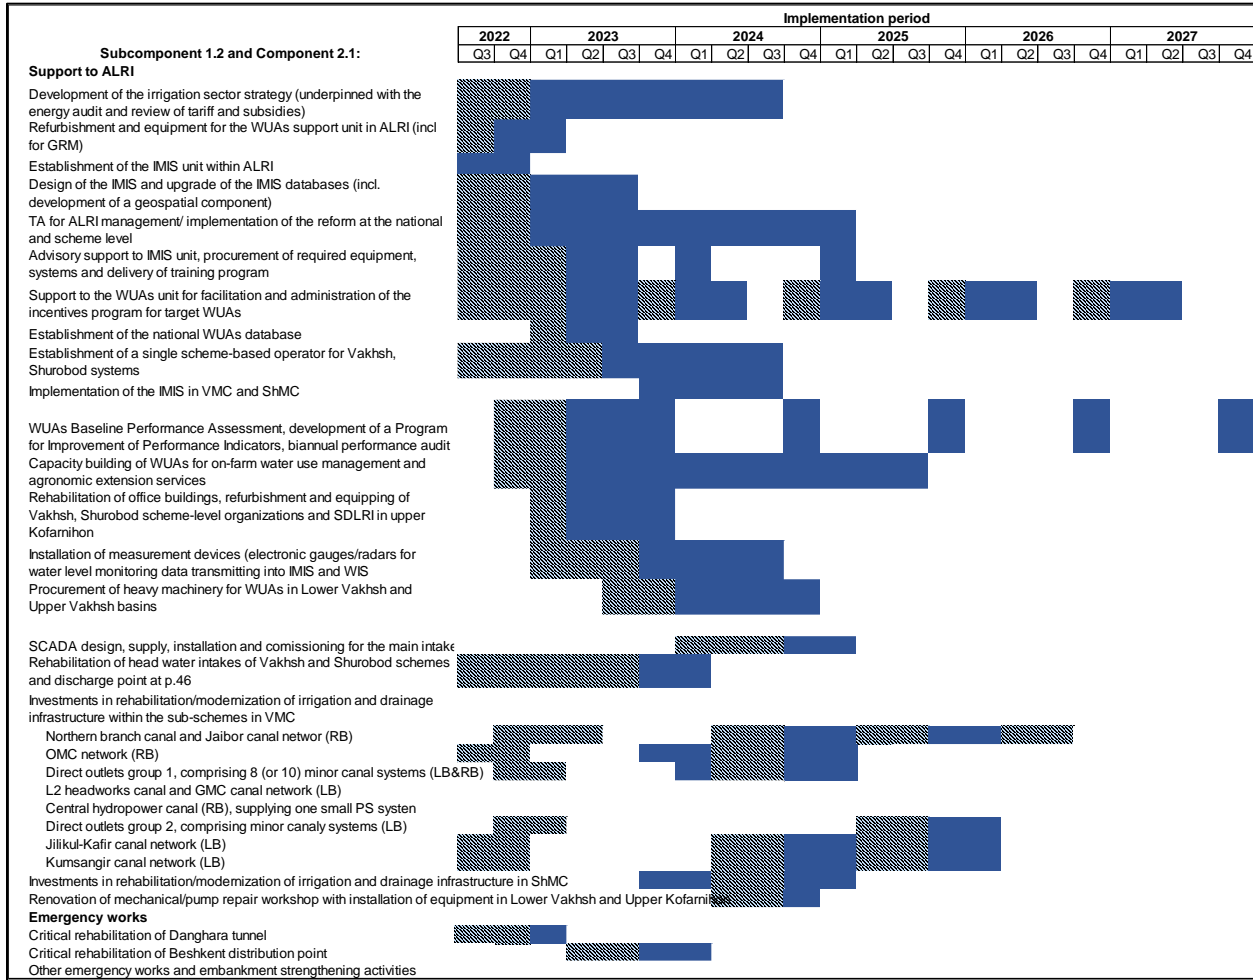 Implementation period
2022 2023 2024 2025 2026 2027
Subcomponent 1.2 and Component 2.1: Q3 Q4 Q1 Q2 Q3 Q4 Q1 Q2 Q3 Q4 Q1 Q2 Q3 Q4 Q1 Q2 Q3 Q4 Q1 Q2 Q3 Q4
Support to ALRI
Development of the irrigation sector strategy (underpinned with the
energy audit and review of tariff and subsidies)
Refurbishment and equipment for the WUAs support unit in ALRI (incl
for GRM)
Establishment of the IMIS unit within ALRI
Design of the IMIS and upgrade of the IMIS databases (incl.
development of a geospatial component)
TA for ALRI management/ implementation of the reform at the national
and scheme level
Advisory support to IMIS unit, procurement of required equipment,
systems and delivery of training program
Support to the WUAs unit for facilitation and administration of the
incentives program for target WUAs
Establishment of the national WUAs database
Establishment of a single scheme-based operator for Vakhsh,
Shurobod systems
Implementation of the IMIS in VMC and ShMC
WUAs Baseline Performance Assessment, development of a Program
for Improvement of Performance Indicators, biannual performance audit
Capacity building of WUAs for on-farm water use management and
agronomic extension services
Rehabilitation of office buildings, refurbishment and equipping of
Vakhsh, Shurobod scheme-level organizations and SDLRI in upper
Kofarnihon
Installation of measurement devices (electronic gauges/radars for
water level monitoring data transmitting into IMIS and WIS
Procurement of heavy machinery for WUAs in Lower Vakhsh and
Upper Vakhsh basins
SCADA design, supply, installation and comissioning for the main intake
Rehabilitation of head water intakes of Vakhsh and Shurobod schemes
and discharge point at p.46
Investments in rehabilitation/modernization of irrigation and drainage
infrastructure within the sub-schemes in VMC
Northern branch canal and Jaibor canal networ (RB)
OMC network (RB)
Direct outlets group 1, comprising 8 (or 10) minor canal systems (LB&RB)
L2 headworks canal and GMC canal network (LB)
Central hydropower canal (RB), supplying one small PS systen
Direct outlets group 2, comprising minor canaly systems (LB)
Jilikul-Kafir canal network (LB)
Kumsangir canal network (LB)
Investments in rehabilitation/modernization of irrigation and drainage infrastructure in ShMC
Renovation of mechanical/pump repair workshop with installation of equipment in Lower Vakhsh and Upper Kofarnihon
Emergency works
Critical rehabilitation of Danghara tunnel
Critical rehabilitation of Beshkent distribution point
Other emergency works and embankment strengthening activities